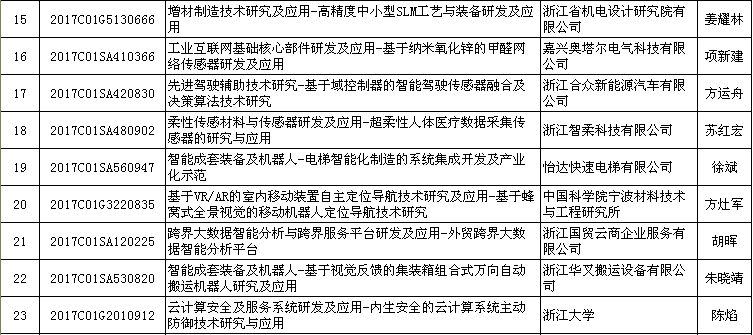 15 2017C01G5130666 增材制造技术研究及应用-高精度中小型SLM工艺与装备研发及应 浙江省机电设计研究院有 姜耀林
用 限公司
16 2017C01SA410366 工业互联网基础核心部件研发及应用-基于纳米氧化锌的甲醛网 嘉兴奥塔尔电气科技有限 项新建
络传感器研发及应用 公司
17 2017C01SA420830 先进驾驶辅助技术研究-基于域控制器的智能驾驶传感器融合及 浙江合众新能源汽车有限 方运舟
决策算法技术研究 公司
18 2017C01SA480902 柔性传感材料与传感器研发及应用-超柔性人体医疗数据采集传 浙江智柔科技有限公司 苏红宏
感器的研究与应用
19 2017C01SA560947 智能成套装备及机器人-电梯智能化制造的系统集成开发及产业 怡达快速电梯有限公司 徐斌
化示范
20 2017C01G3220835 基于VR/AR的室内移动装置自主定位导航技术研究及应用-基于蜂 中国科学院宁波材料技术 方灶军
窝式全景视觉的移动机器人定位导航技术研究 与工程研究所
21 2017C01SA120225 跨界大数据智能分析与跨界服务平台研发及应用-外贸跨界大数 浙江国贸云商企业服务有 胡晖
据智能分析平台 限公司
22 2017C01SA530820 智能成套装备及机器人-基于视觉反馈的集装箱组合式万向自动 浙江华叉搬运设备有限公 朱晓靖
搬运机器人研发及应用 司
23 2017C01G2010912 云计算安全及服务系统研发及应用-内生安全的云计算系统主动 浙江大学 陈焰
防御技术研究与应用